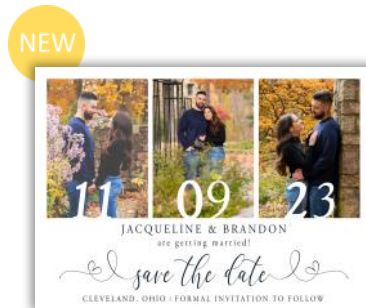 NEW
11 09 23
JACQUELINE & BRANDON
are getting married!
save the date
CLEVELAND, OHIO | FORMAL INVITATION TO FOLLOW